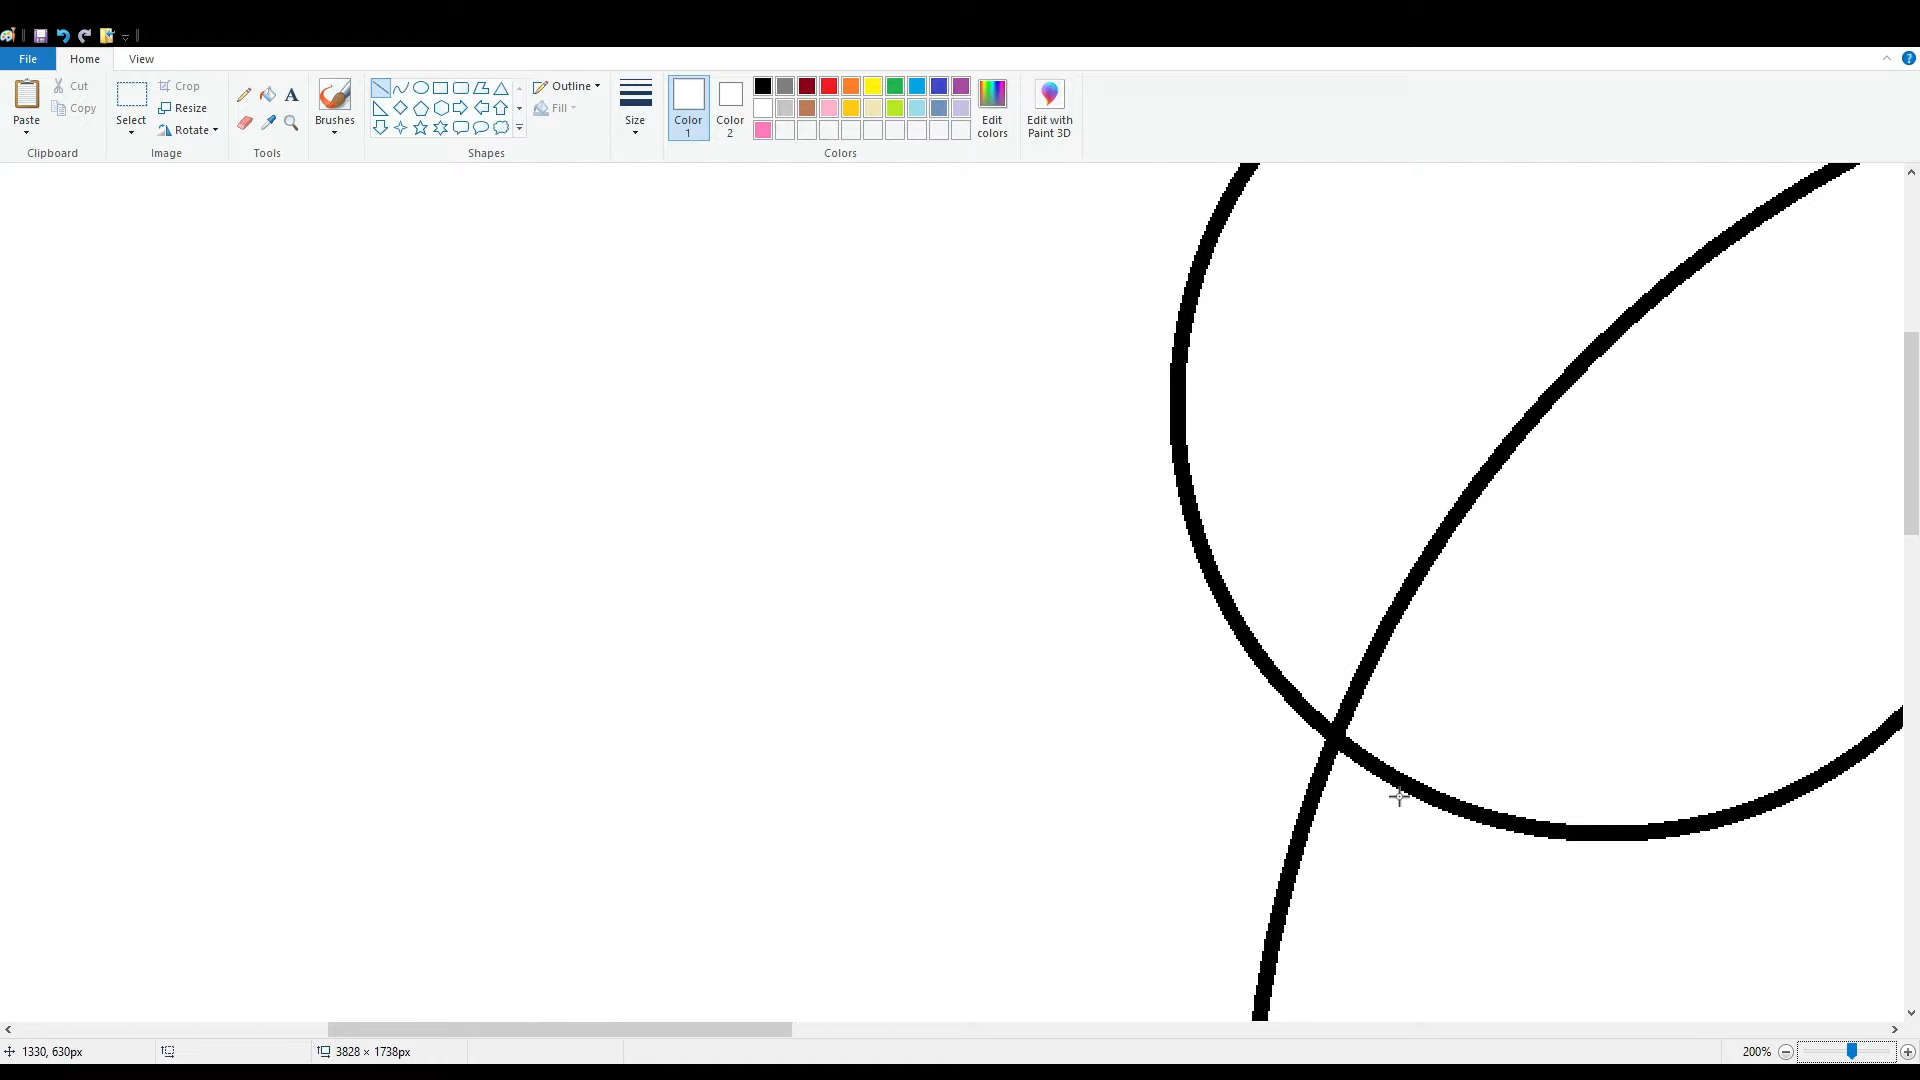 File Home View
Paste
Cut
Copy
Clipboard
Select
Crop
Resize
Rotate
Image
A
Tools
Brushes
Shapes
Outline
Fill
Size
Color
1
Color
2
Colors
Edit
colors
Edit with
Paint 3D
?
1330, 630px
3828 × 1738px
200%